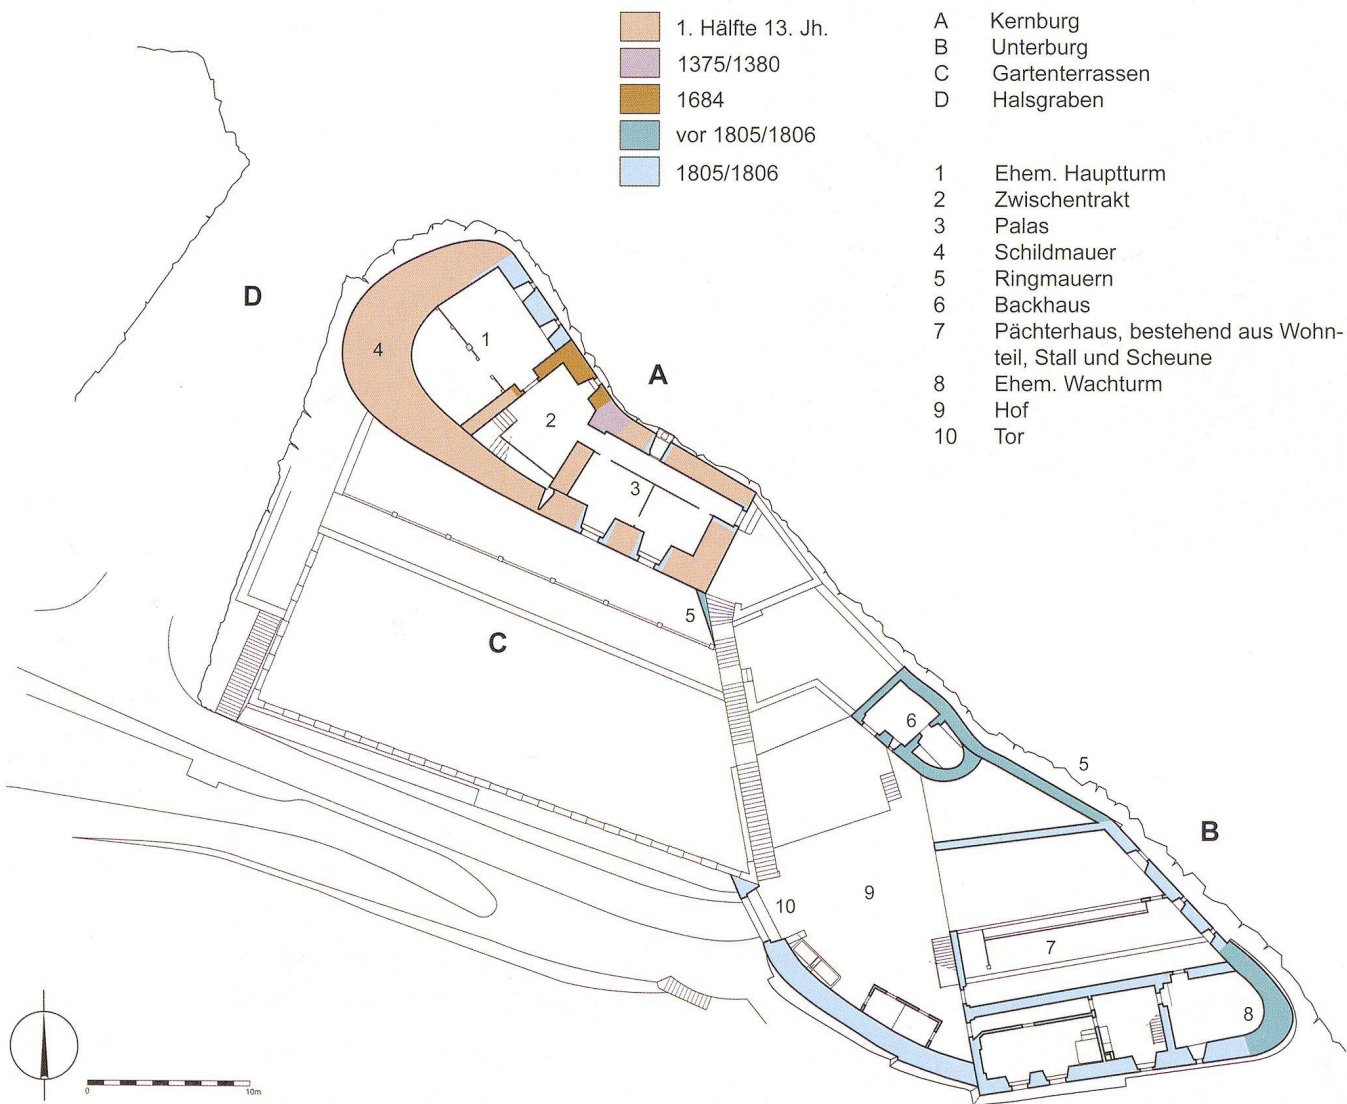 1. Hälfte 13. Jh.
1375/1380
1684
vor 1805/1806
1805/1806
A Kernburg
B Unterburg
C Gartenterrassen
D Halsgraben
1 Ehem. Hauptturm
2 Zwischentrakt
3 Palas
4 Schildmauer
5 Ringmauern
6 Backhaus
7 Pächterhaus, bestehend aus Wohn-
teil, Stall und Scheune
8 Ehem. Wachturm
9 Hof
10 Tor
D
1
4
A
2
3
5
C
6
5
B
10
9
7
8
0 10m